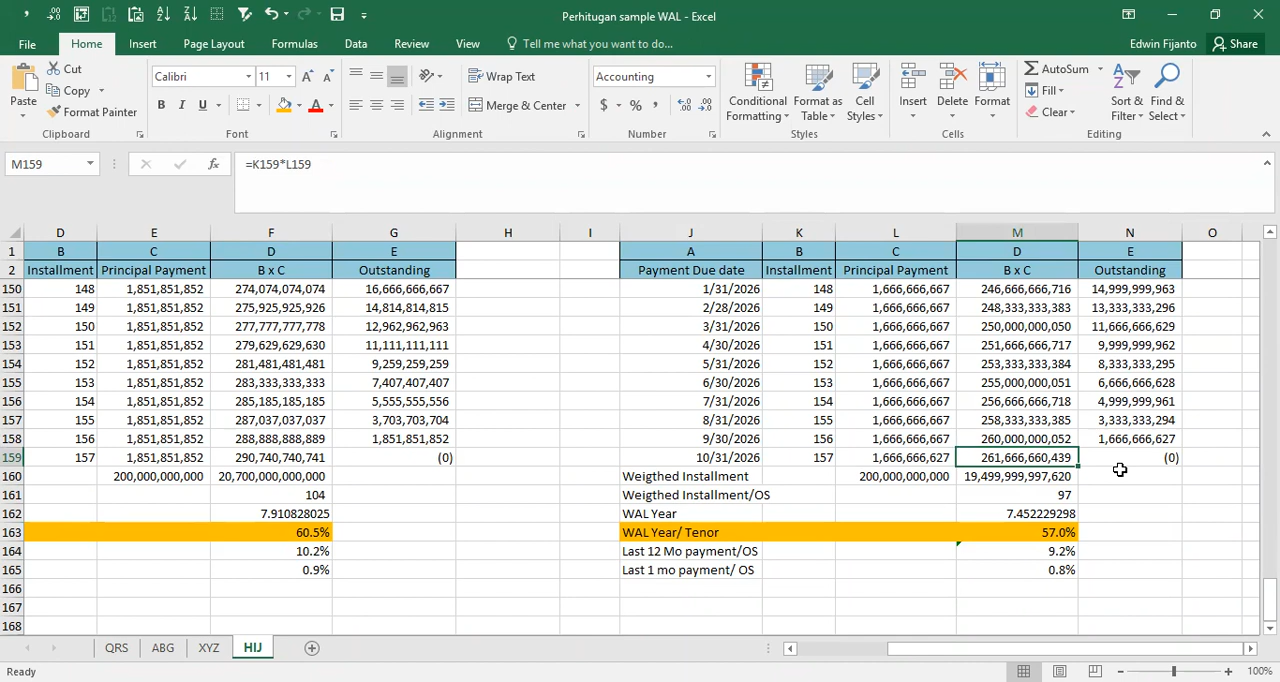 Perhitugan sample WAL - Excel
File Home Insert Page Layout Formulas Data Review View Tell me what you want to do... Edwin Fijanto Share
Paste Cut Copy Format Painter
Calibri 11 B I U
Wrap Text Merge & Center
Accounting $ % ,
Conditional Formatting Format as Table Cell Styles
Insert Delete Format
AutoSum Fill Clear Sort & Filter Find & Select
Clipboard Font Alignment Number Styles Cells Editing
M159 fx =K159*L159
D E F G H I J K L M N O
1 B C D E A B C D E
2 Installment Principal Payment B x C Outstanding Payment Due date Installment Principal Payment B x C Outstanding
150 148 1,851,851,852 274,074,074,074 16,666,666,667 1/31/2026 148 1,666,666,667 246,666,666,716 14,999,999,963
151 149 1,851,851,852 275,925,925,926 14,814,814,815 2/28/2026 149 1,666,666,667 248,333,333,383 13,333,333,296
152 150 1,851,851,852 277,777,777,778 12,962,962,963 3/31/2026 150 1,666,666,667 250,000,000,050 11,666,666,629
153 151 1,851,851,852 279,629,629,630 11,111,111,111 4/30/2026 151 1,666,666,667 251,666,666,717 9,999,999,962
154 152 1,851,851,852 281,481,481,481 9,259,259,259 5/31/2026 152 1,666,666,667 253,333,333,384 8,333,333,295
155 153 1,851,851,852 283,333,333,333 7,407,407,407 6/30/2026 153 1,666,666,667 255,000,000,051 6,666,666,628
156 154 1,851,851,852 285,185,185,185 5,555,555,556 7/31/2026 154 1,666,666,667 256,666,666,718 4,999,999,961
157 155 1,851,851,852 287,037,037,037 3,703,703,704 8/31/2026 155 1,666,666,667 258,333,333,385 3,333,333,294
158 156 1,851,851,852 288,888,888,889 1,851,851,852 9/30/2026 156 1,666,666,667 260,000,000,052 1,666,666,627
159 157 1,851,851,852 290,740,740,741 (0) 10/31/2026 157 1,666,666,627 261,666,660,439 (0)
160 200,000,000,000 20,700,000,000,000 Weigthed Installment 200,000,000,000 19,499,999,997,620
161 104 Weigthed Installment/OS 97
162 7.910828025 WAL Year 7.452229298
163 60.5% WAL Year/ Tenor 57.0%
164 10.2% Last 12 Mo payment/OS 9.2%
165 0.9% Last 1 mo payment/ OS 0.8%
166
167
168
QRS ABG XYZ HIJ
Ready 100%